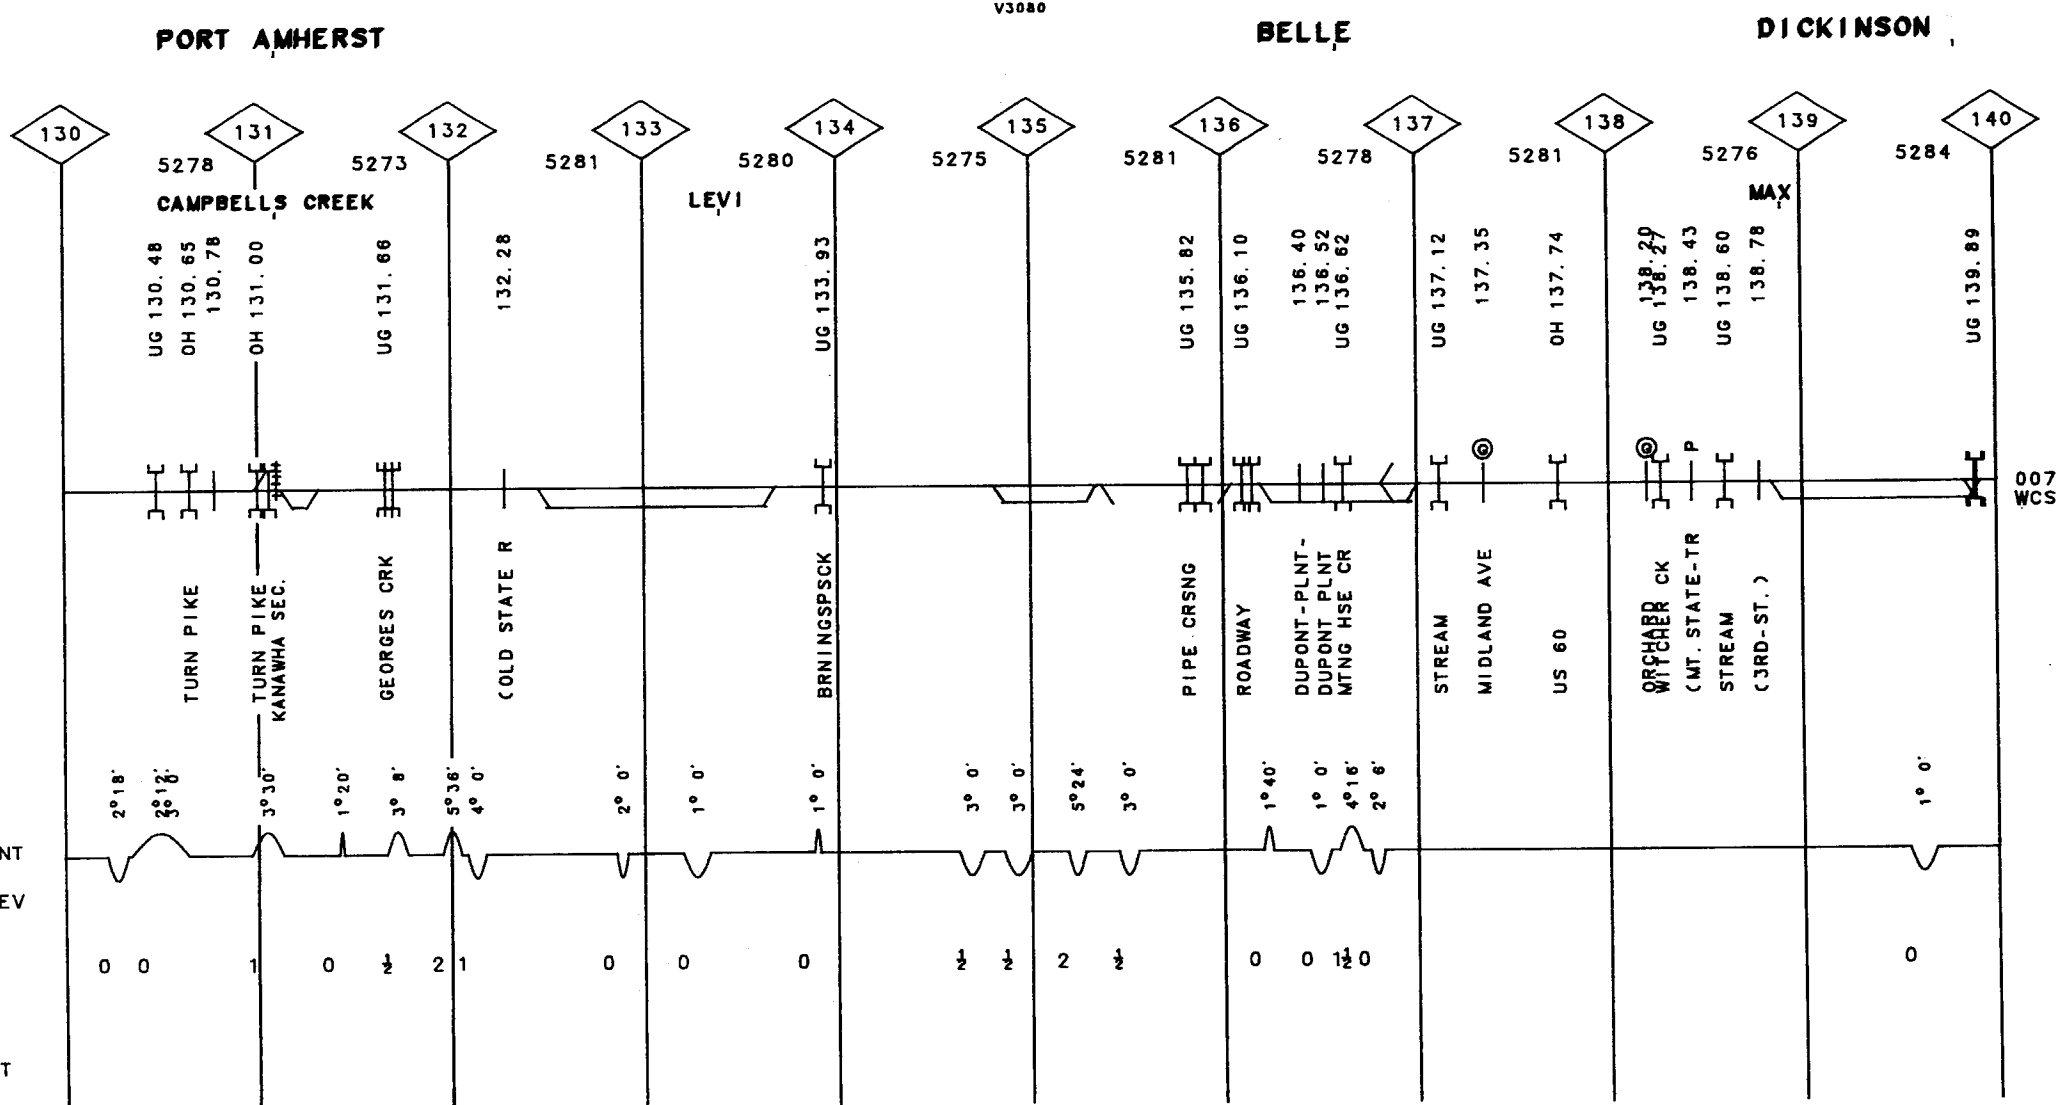 V3080
PORT AMHERST
BELLE
DICKINSON
130 131 132 133 134 135 136 137 138 139 140
5278 5273 5281 5280 5275 5281 5278 5281 5276 5284
CAMPBELLS CREEK
LEVI
MAX
UG 130.48
OH 130.65
130.78
OH 131.00
UG 131.66
132.28
UG 133.93
UG 135.82
UG 136.10
136.40
136.52
UG 136.62
UG 137.12
137.35
OH 137.74
138.20
UG 138.27
138.43
UG 138.60
138.78
UG 139.89
P
007
WCS
TURN PIKE
TURN PIKE
KANAWHA SEC.
GEORGES CRK
(OLD STATE R
BRNINGSPSCK
PIPE CRSNG
ROADWAY
DUPONT-PLNT-
DUPONT PLNT
MTNG HSE CR
STREAM
MIDLAND AVE
US 60
ORCHARD
WITCHER CK
(MT. STATE-TR
STREAM
(3RD-ST.)
2° 18'
2° 12'
3° 0'
3° 30'
1° 20'
3° 8'
5° 36'
4° 0'
2° 0'
1° 0'
1° 0'
3° 0'
3° 0'
5° 24'
3° 0'
1° 40'
1° 0'
4° 16'
2° 6'
1° 0'
NT
EV
0 0 1 0 ½ 2 1 0 0 0 ½ ½ 2 ½ 0 0 1½ 0 0
T